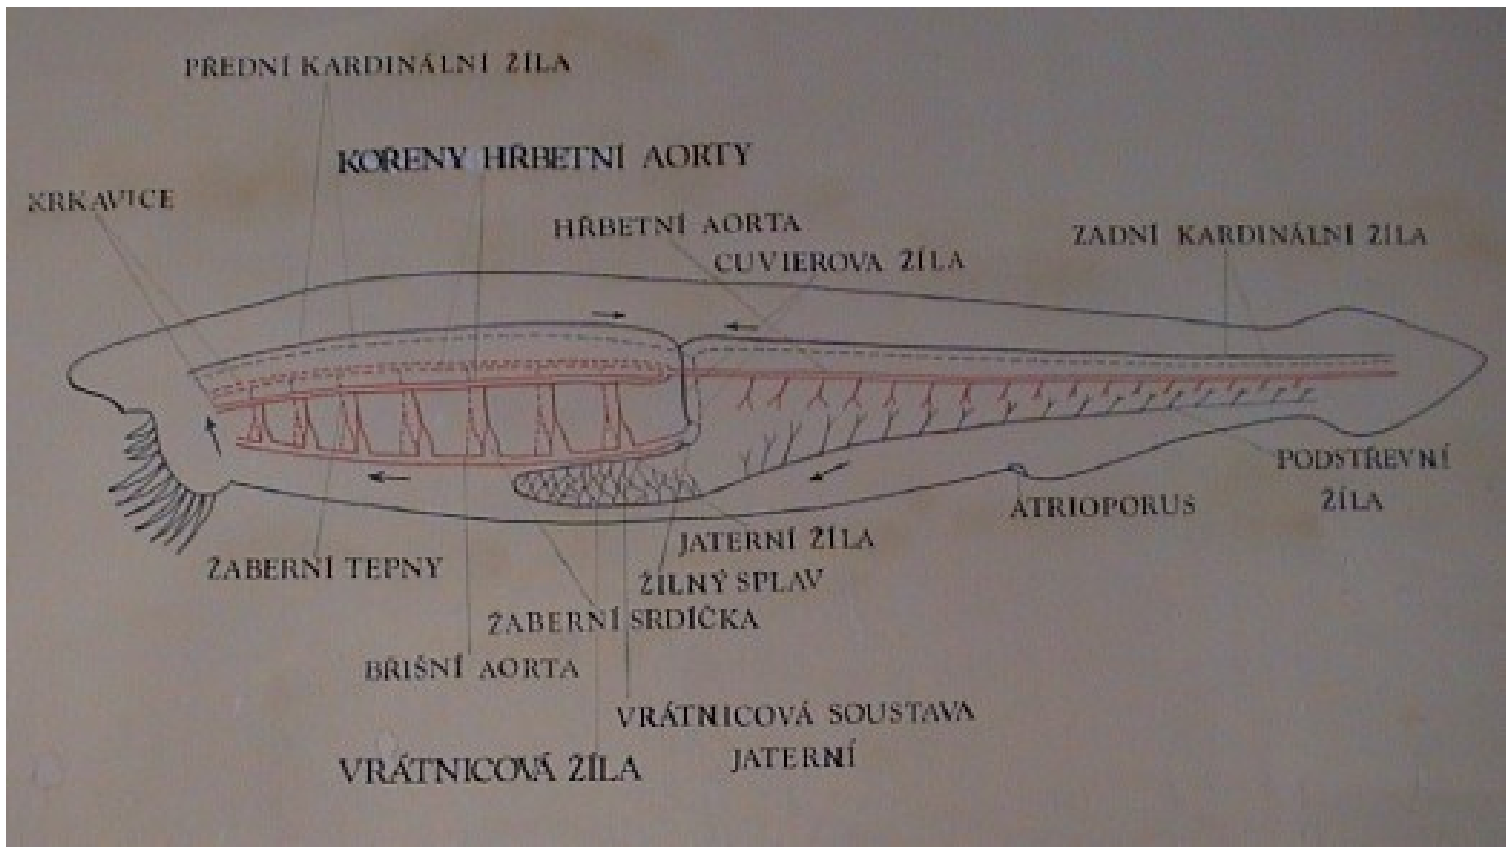 PŘEDNÍ KARDINÁLNÍ ŽÍLA
KOŘENY HŘBETNÍ AORTY
KRKAVICE
HŘBETNÍ AORTA
ZADNÍ KARDINÁLNÍ ŽÍLA
CUVIEROVA ŽÍLA
PODSTŘEVNÍ
ŽÍLA
ATRIOPORUS
JATERNÍ ŽÍLA
ŽABERNÍ TEPNY
ŽILNÝ SPLAV
ŽABERNÍ SRDÍČKA
BŘIŠNÍ AORTA
VRÁTNICOVÁ SOUSTAVA
JATERNÍ
VRÁTNICOVÁ ŽÍLA